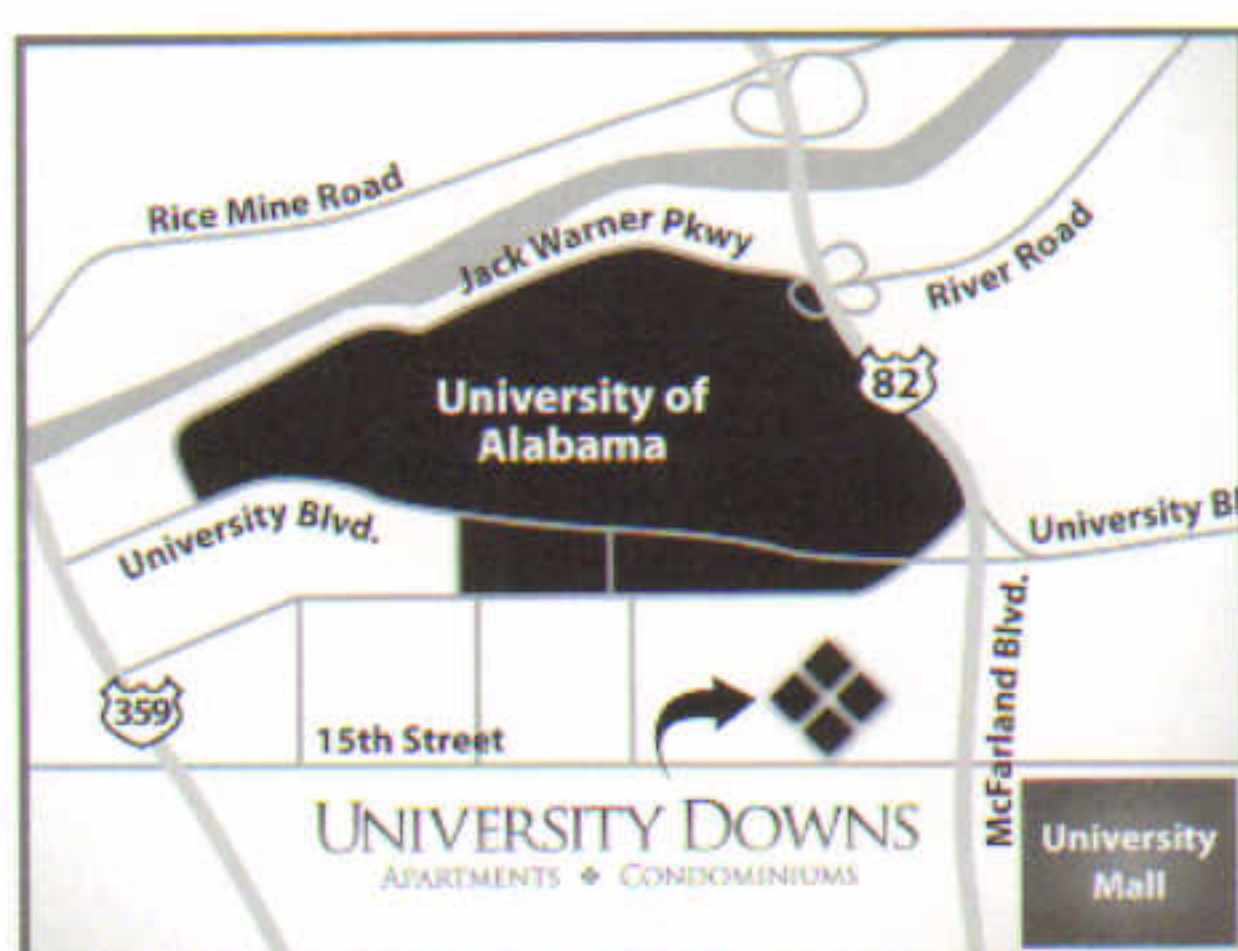 Rice Mine Road
Jack Warner Pkwy
River Road
82
University of
Alabama
University Blvd.
University Bl
McFarland Blvd.
359
15th Street
UNIVERSITY DOWNS
APARTMENTS ❖ CONDOMINIUMS
University
Mall